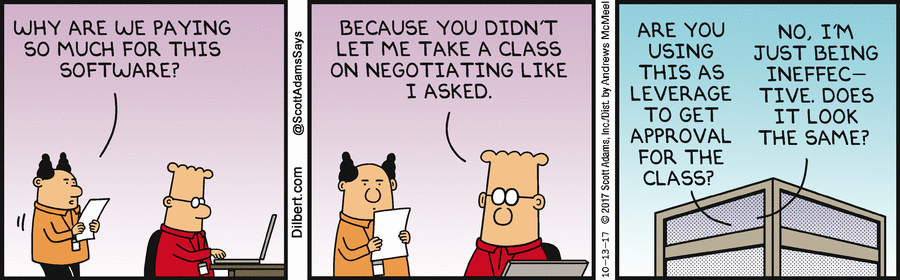 WHY ARE WE PAYING
SO MUCH FOR THIS
SOFTWARE?
Dilbert.com @ScottAdamsSays
BECAUSE YOU DIDN'T
LET ME TAKE A CLASS
ON NEGOTIATING LIKE
I ASKED.
10-13-17 © 2017 Scott Adams, Inc./Dist. by Andrews McMeel
ARE YOU
USING
THIS AS
LEVERAGE
TO GET
APPROVAL
FOR THE
CLASS?
NO, I'M
JUST BEING
INEFFEC-
TIVE. DOES
IT LOOK
THE SAME?